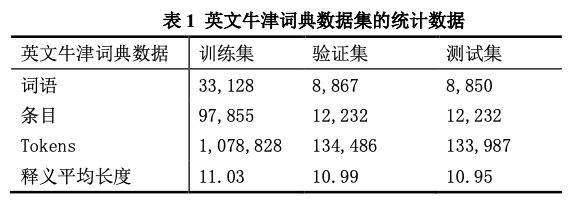 表 1 英文牛津词典数据集的统计数据
英文牛津词典数据 训练集 验证集 测试集
词语 33,128 8,867 8,850
条目 97,855 12,232 12,232
Tokens 1,078,828 134,486 133,987
释义平均长度 11.03 10.99 10.95